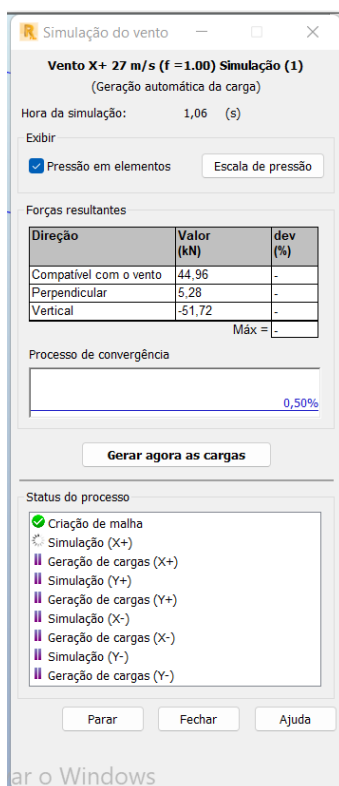 Simulação do vento
Vento X+ 27 m/s (f =1.00) Simulação (1)
(Geração automática da carga)
Hora da simulação: 1,06 (s)
Exibir
Pressão em elementos Escala de pressão
Forças resultantes
Direção Valor (kN) dev (%)
Compatível com o vento 44,96 -
Perpendicular 5,28 -
Vertical -51,72 -
Máx = -
Processo de convergência
0,50%
Gerar agora as cargas
Status do processo
Criação de malha
Simulação (X+)
Geração de cargas (X+)
Simulação (Y+)
Geração de cargas (Y+)
Simulação (X-)
Geração de cargas (X-)
Simulação (Y-)
Geração de cargas (Y-)
Parar Fechar Ajuda
ar o Windows